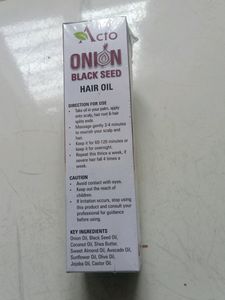 Acto
ONION
BLACK SEED
HAIR OIL
DIRECTION FOR USE
• Take oil in your palm, apply
onto scalp, hair root & hair
splits ends.
• Massage gently 3-4 minutes
to nourish your scalp and
hair.
• Keep it for 60-120 minutes or
keep it for overnight.
• Repeat this thrice a week, if
severe hair fall 4 times a
week.
CAUTION
• Avoid contact with eyes.
• Keep out the reach of
children.
• If irritation occurs, stop using
this product and consult your
professional for guidance
before using.
KEY INGREDIENTS
Onion Oil, Black Seed Oil,
Coconut Oil, Shea Butter,
Sweet Almond Oil, Avocado Oil,
Sunflower Oil, Olive Oil,
Jojoba Oil, Castor Oil.